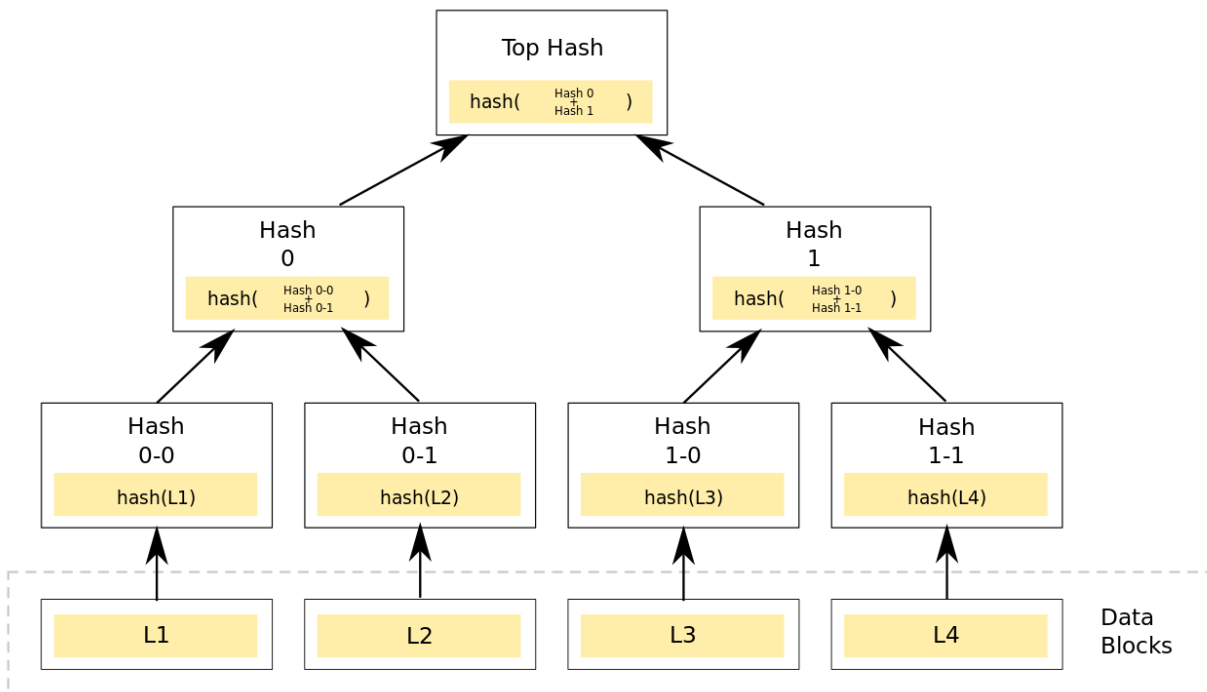 Top Hash
hash( Hash 0 + Hash 1 )
Hash
0
hash( Hash 0-0 + Hash 0-1 )
Hash
1
hash( Hash 1-0 + Hash 1-1 )
Hash
0-0
hash(L1)
Hash
0-1
hash(L2)
Hash
1-0
hash(L3)
Hash
1-1
hash(L4)
L1
L2
L3
L4
Data
Blocks